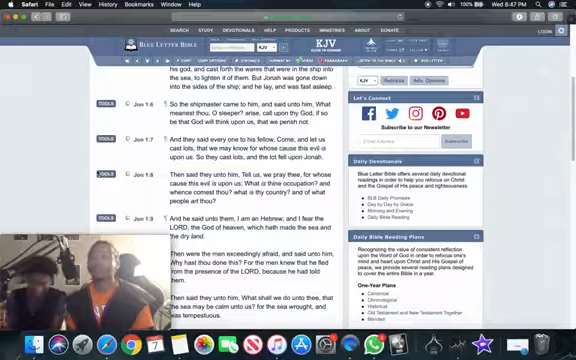 Safari File Edit View History Bookmarks Window Help
100% Wed 8:47 PM
SEARCH STUDY DEVOTIONALS HELP PRODUCTS MINISTRIES ABOUT DONATE
LOGIN
BLUE LETTER BIBLE
KJV
KJV
his god, and cast forth the wares that were in the ship into
the sea, to lighten it of them. But Jonah was gone down
into the sides of the ship; and he lay, and was fast asleep.
TOOLS Jon 1:6 So the shipmaster came to him, and said unto him, What
meanest thou, O sleeper? arise, call upon thy God, if so
be that God will think upon us, that we perish not.
TOOLS Jon 1:7 And they said every one to his fellow, Come, and let us
cast lots, that we may know for whose cause this evil is
upon us. So they cast lots, and the lot fell upon Jonah.
TOOLS Jon 1:8 Then said they unto him, Tell us, we pray thee, for whose
cause this evil is upon us; What is thine occupation? and
whence comest thou? what is thy country? and of what
people art thou?
TOOLS Jon 1:9 And he said unto them, I am an Hebrew; and I fear the
LORD, the God of heaven, which hath made the sea and
the dry land.
Then were the men exceedingly afraid, and said unto him,
Why hast thou done this? For the men knew that he fled
from the presence of the LORD, because he had told
them.
Then said they unto him, What shall we do unto thee, that
the sea may be calm unto us? for the sea wrought, and
was tempestuous.
KJV
Let's Connect
Subscribe to our Newsletter
Email Address Subscribe
Daily Devotionals
Blue Letter Bible offers several daily
devotional readings in order to help you refocus on
Christ and the Gospel of His peace and righteousness.
BLB Daily Promises
Day by Day by Grace
Morning and Evening
Daily Bible Reading
Daily Bible Reading Plans
Recognizing the value of consistent reflection
upon the Word of God in order to refocus one's
mind and heart upon Christ and His Gospel of
peace, we provide several reading plans designed
to cover the entire Bible in a year.
One-Year Plans
Canonical
Chronological
Historical
Old Testament and New Testament Together
Blended